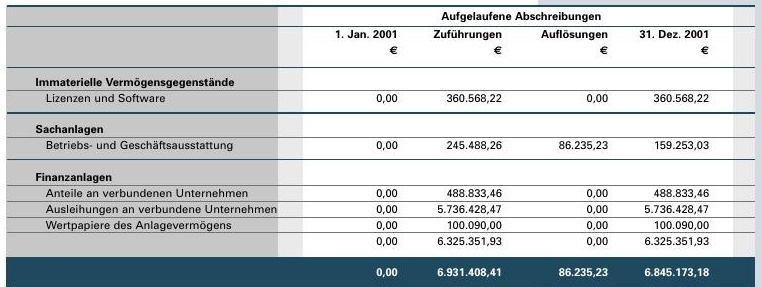 Aufgelaufene Abschreibungen
1. Jan. 2001 Zuführungen Auflösungen 31. Dez. 2001
€ € € €
Immaterielle Vermögensgegenstände
Lizenzen und Software 0,00 360.568,22 0,00 360.568,22
Sachanlagen
Betriebs- und Geschäftsausstattung 0,00 245.488,26 86.235,23 159.253,03
Finanzanlagen
Anteile an verbundenen Unternehmen 0,00 488.833,46 0,00 488.833,46
Ausleihungen an verbundene Unternehmen 0,00 5.736.428,47 0,00 5.736.428,47
Wertpapiere des Anlagevermögens 0,00 100.090,00 0,00 100.090,00
0,00 6.325.351,93 0,00 6.325.351,93
0,00 6.931.408,41 86.235,23 6.845.173,18